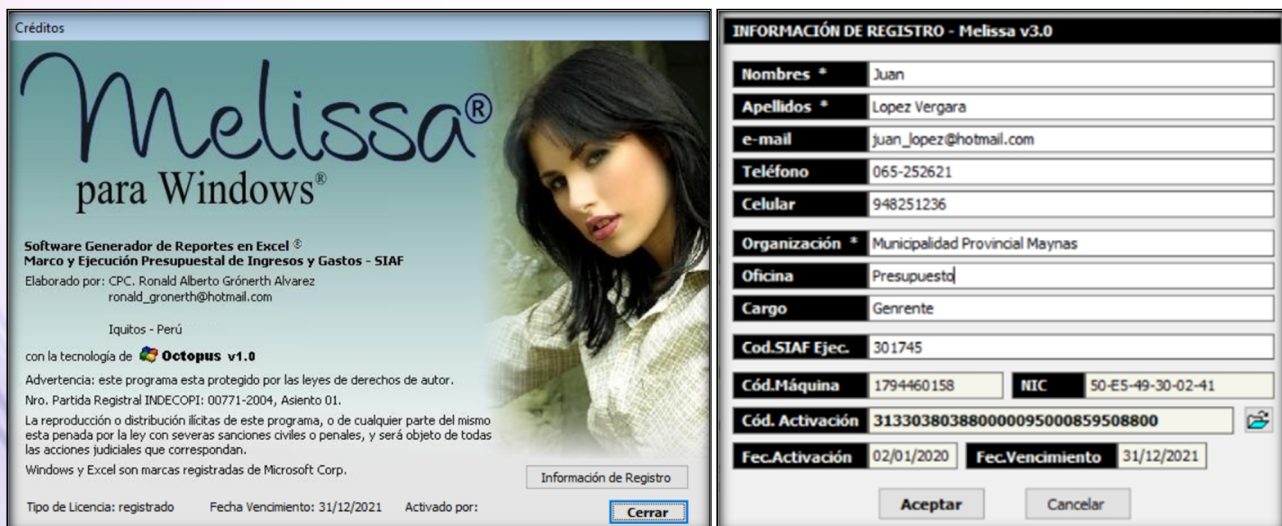 Créditos
Melissa®
para Windows®
Software Generador de Reportes en Excel ®
Marco y Ejecución Presupuestal de Ingresos y Gastos - SIAF
Elaborado por: CPC. Ronald Alberto Grónerth Alvarez
ronald_gronerth@hotmail.com
Iquitos - Perú
con la tecnología de Octopus v1.0
Advertencia: este programa esta protegido por las leyes de derechos de autor.
Nro. Partida Registral INDECOPI: 00771-2004, Asiento 01.
La reproducción o distribución ilícitas de este programa, o de cualquier parte del mismo
esta penada por la ley con severas sanciones civiles o penales, y será objeto de todas
las acciones judiciales que correspondan.
Windows y Excel son marcas registradas de Microsoft Corp.
Información de Registro
Tipo de Licencia: registrado Fecha Vencimiento: 31/12/2021 Activado por:
Cerrar
INFORMACIÓN DE REGISTRO - Melissa v3.0
Nombres * Juan
Apellidos * Lopez Vergara
e-mail juan_lopez@hotmail.com
Teléfono 065-252621
Celular 948251236
Organización * Municipalidad Provincial Maynas
Oficina Presupuesto
Cargo Genrente
Cod.SIAF Ejec. 301745
Cód.Máquina 1794460158 NIC 50-E5-49-30-02-41
Cód. Activación 31330380388000009500085950880​0
Fec.Activación 02/01/2020 Fec.Vencimiento 31/12/2021
Aceptar Cancelar